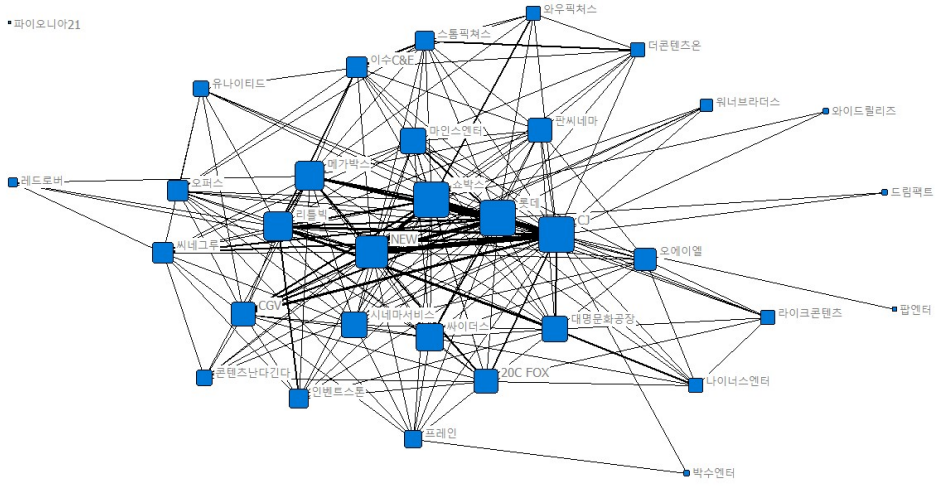 와우픽처스
파이오니아21
스톰픽쳐스
더콘텐츠온
이수C&E
유나이티드
워너브라더스
와이드릴리즈
판씨네마
마인스엔터
메가박스
레드로버
오퍼스
쇼박스
드림팩트
롯데
리틀빅
CJ
NEW
씨네그루
오에이엘
CGV
팝엔터
시네마서비스
라이크콘텐츠
대명문화공장
싸이더스
콘텐츠난다긴다
20C FOX
나이너스엔터
인벤트스톤
프레인
박수엔터